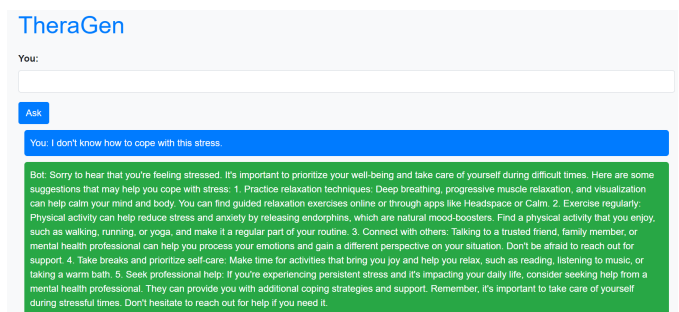 TheraGen
You:
Ask
You: I don't know how to cope with this stress.
Bot: Sorry to hear that you're feeling stressed. It's important to prioritize your well-being and take care of yourself during difficult times. Here are some
suggestions that may help you cope with stress: 1. Practice relaxation techniques: Deep breathing, progressive muscle relaxation, and visualization
can help calm your mind and body. You can find guided relaxation exercises online or through apps like Headspace or Calm. 2. Exercise regularly:
Physical activity can help reduce stress and anxiety by releasing endorphins, which are natural mood-boosters. Find a physical activity that you enjoy,
such as walking, running, or yoga, and make it a regular part of your routine. 3. Connect with others: Talking to a trusted friend, family member, or
mental health professional can help you process your emotions and gain a different perspective on your situation. Don't be afraid to reach out for
support. 4. Take breaks and prioritize self-care: Make time for activities that bring you joy and help you relax, such as reading, listening to music, or
taking a warm bath. 5. Seek professional help: If you're experiencing persistent stress and it's impacting your daily life, consider seeking help from a
mental health professional. They can provide you with additional coping strategies and support. Remember, it's important to take care of yourself
during stressful times. Don't hesitate to reach out for help if you need it.